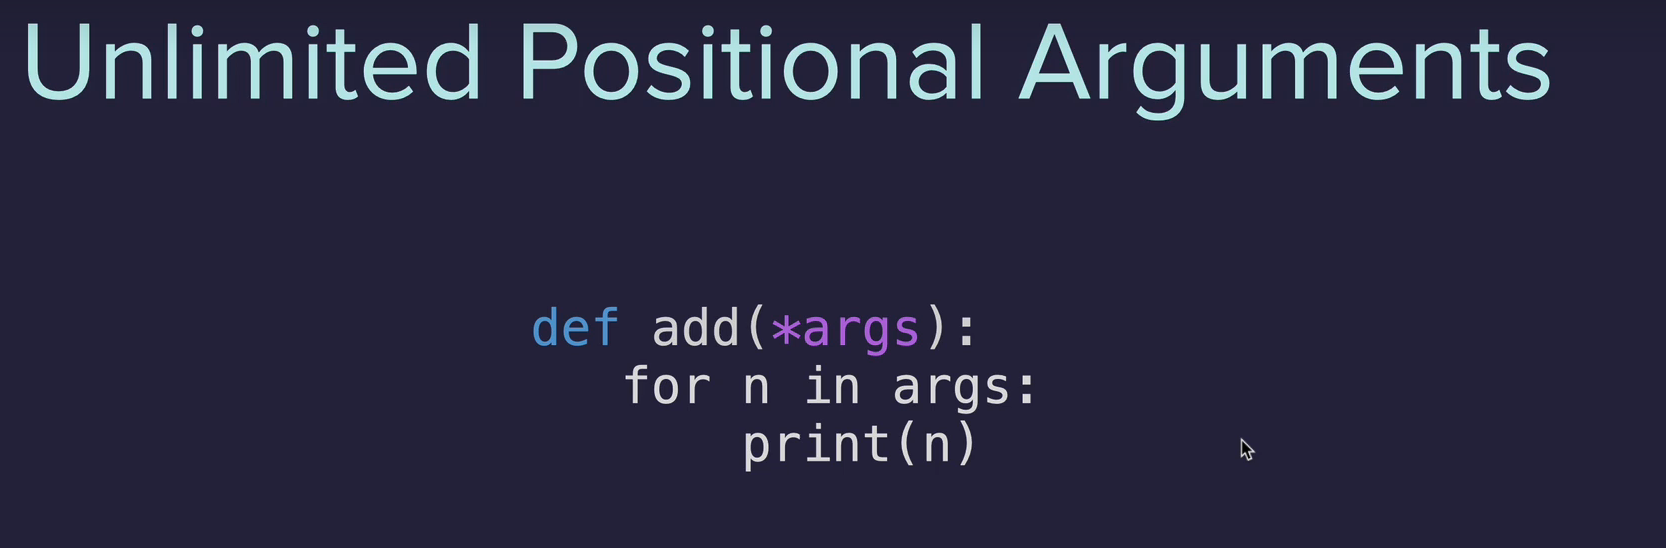 Unlimited Positional Arguments
def add(*args):
for n in args:
print(n)